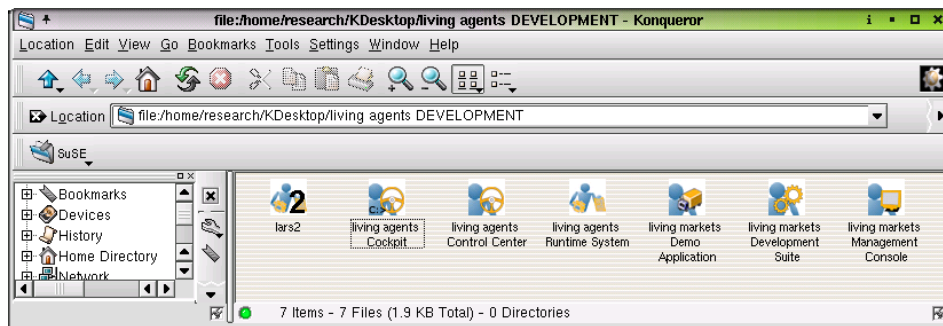 file:/home/research/KDesktop/living agents DEVELOPMENT - Konqueror
Location Edit View Go Bookmarks Tools Settings Window Help
Location file:/home/research/KDesktop/living agents DEVELOPMENT
SuSE
Bookmarks
Devices
History
Home Directory
Network
lars2
living agents
Cockpit
living agents
Control Center
living agents
Runtime System
living markets
Demo
Application
living markets
Development
Suite
living markets
Management
Console
7 Items - 7 Files (1.9 KB Total) - 0 Directories